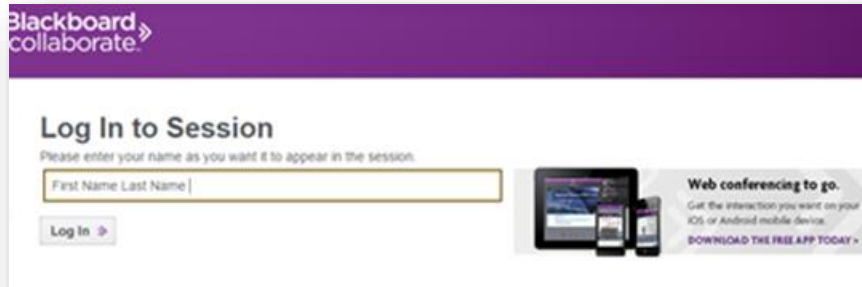 Blackboard
collaborate.
Log In to Session
Please enter your name as you want it to appear in the session.
First Name Last Name
Log In
Web conferencing to go.
Get the interaction you want on your
iOS or Android mobile device.
DOWNLOAD THE FREE APP TODAY »